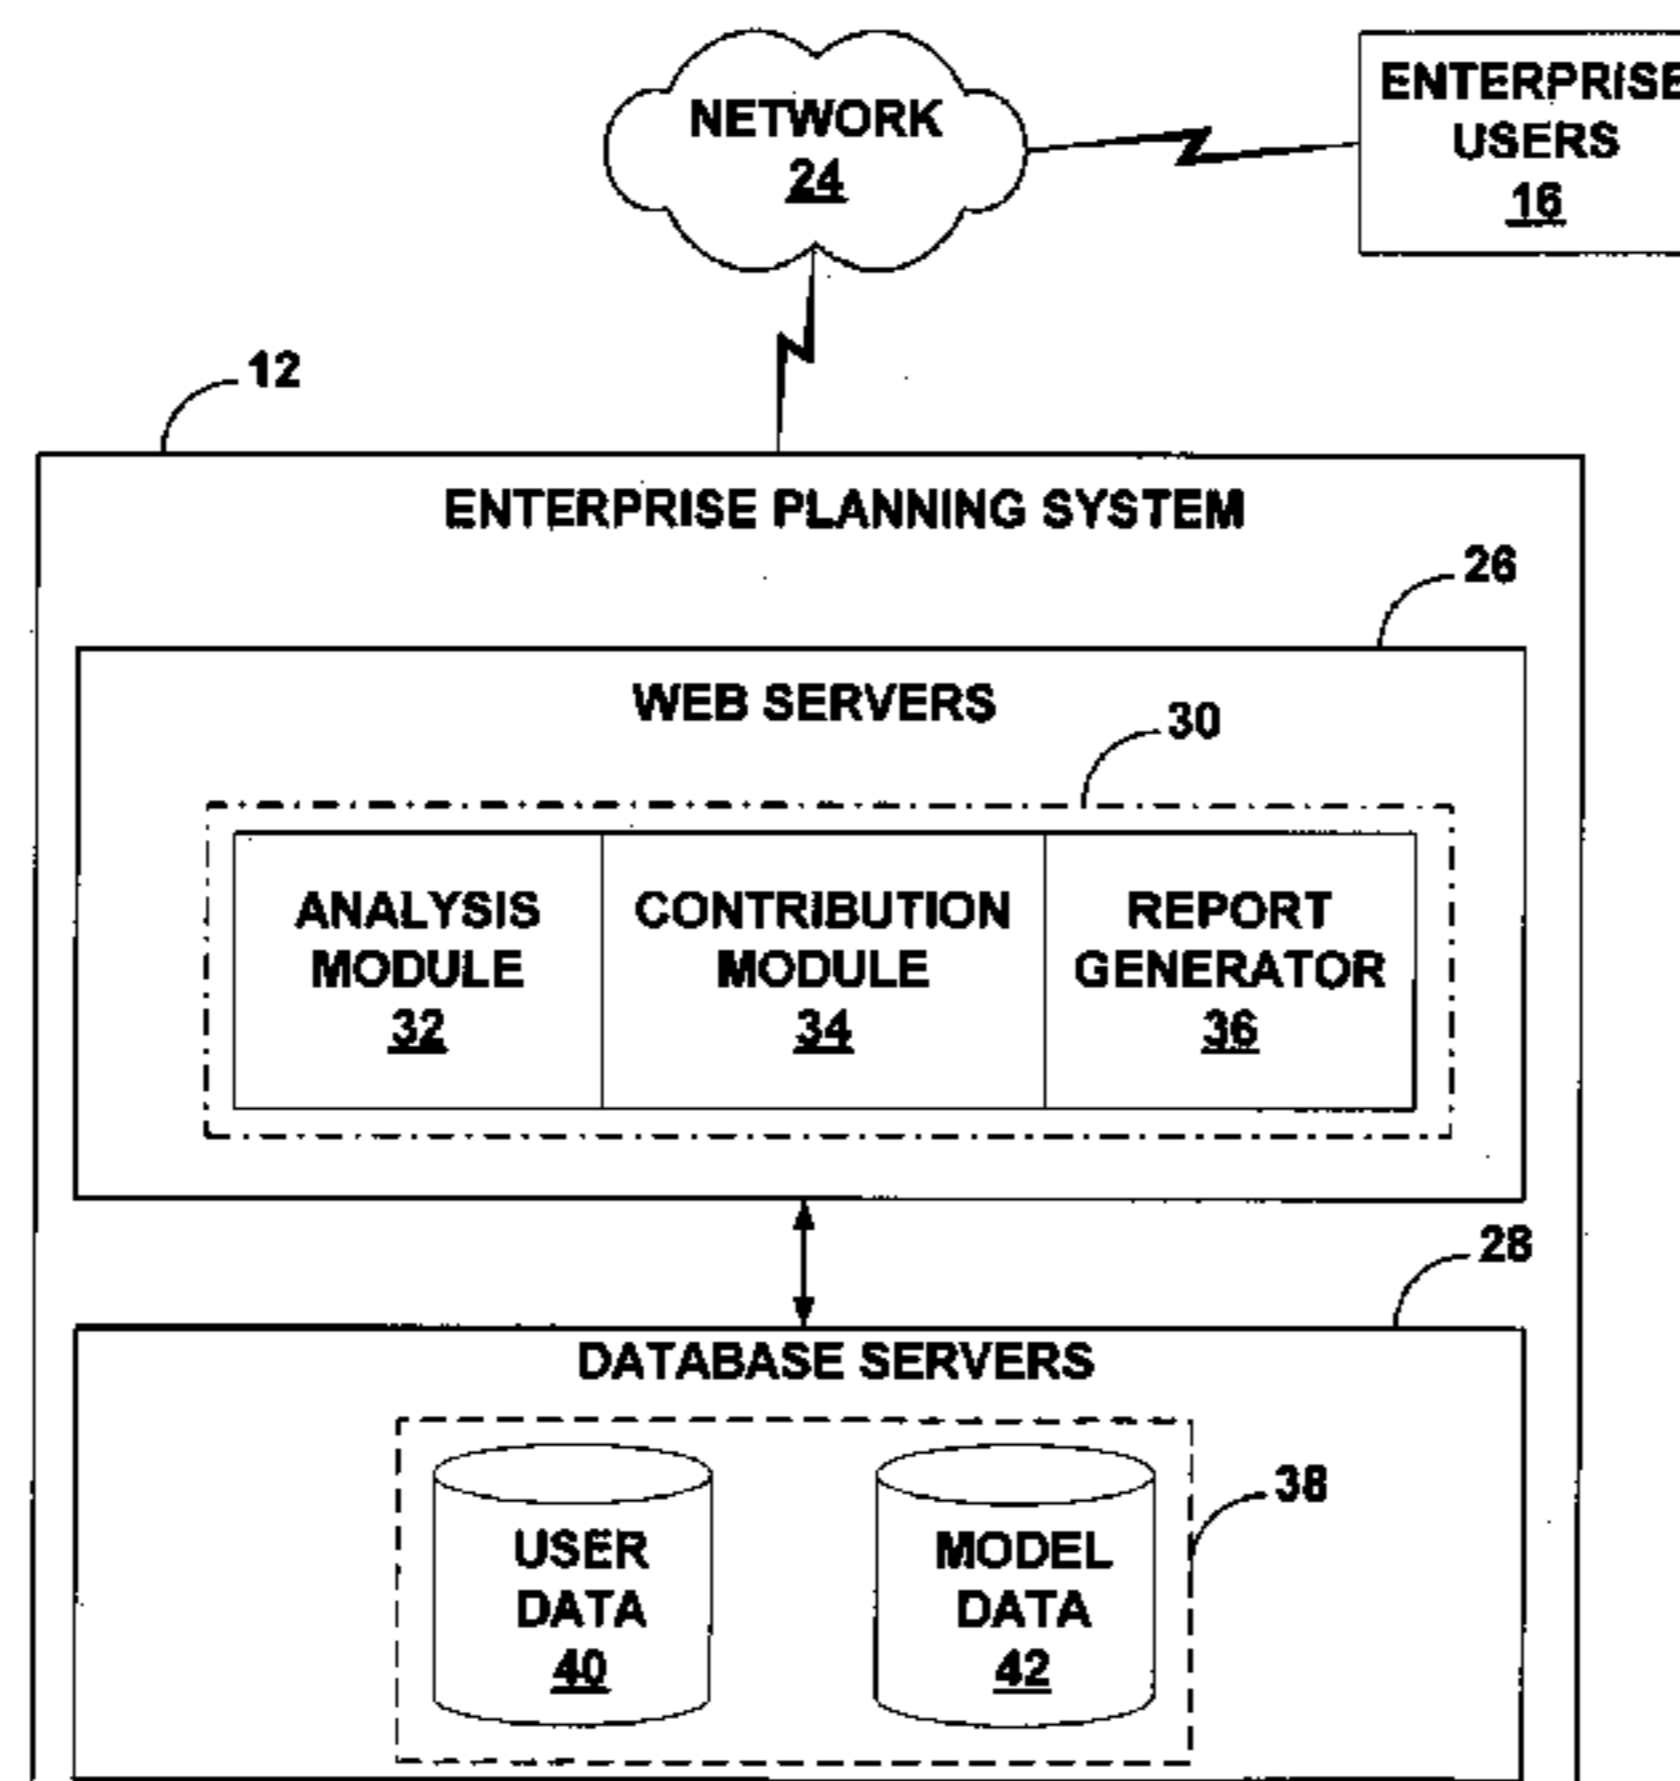 NETWORK
24
ENTERPRISE
USERS
16
12
ENTERPRISE PLANNING SYSTEM
26
WEB SERVERS
30
ANALYSIS
MODULE
32
CONTRIBUTION
MODULE
34
REPORT
GENERATOR
36
28
DATABASE SERVERS
38
USER
DATA
40
MODEL
DATA
42